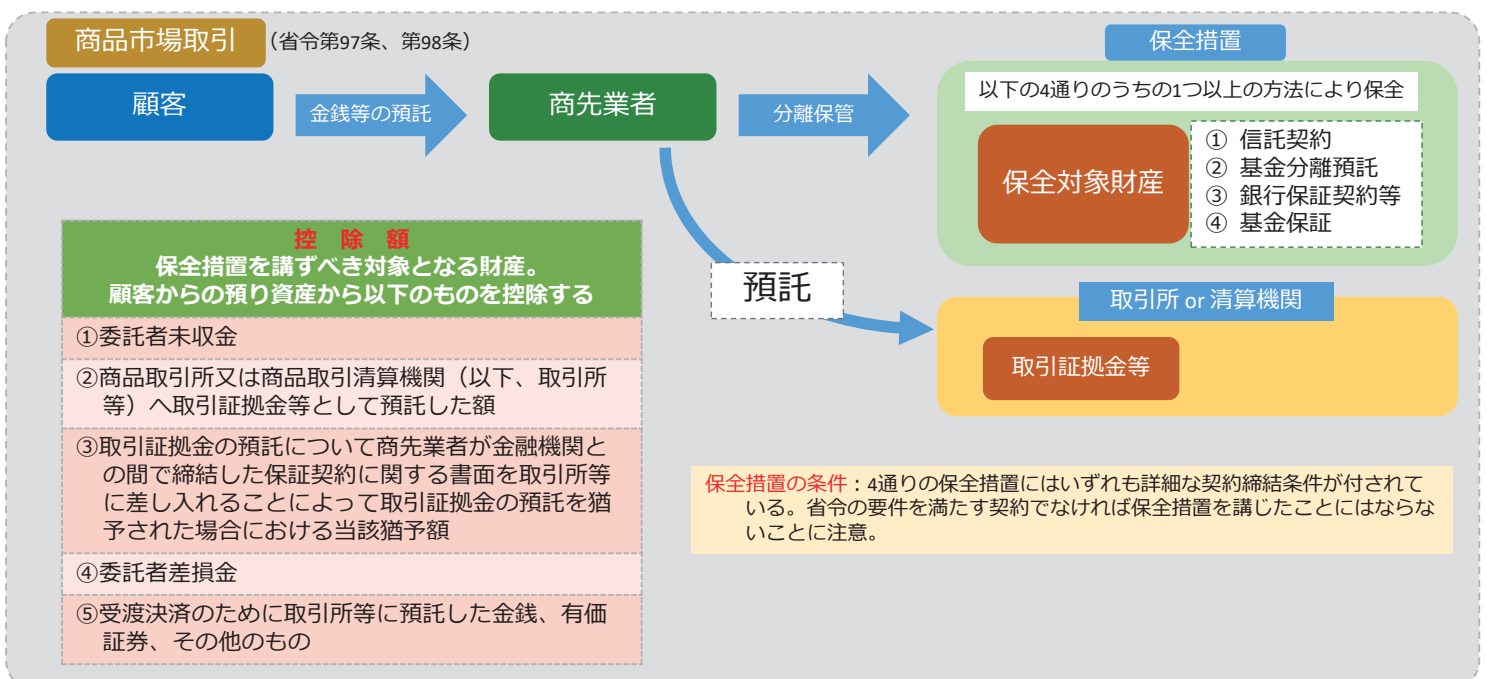 商品市場取引
（省令第97条、第98条）
顧客
金銭等の預託
商先業者
分離保管
保全措置
以下の4通りのうちの1つ以上の方法により保全
保全対象財産
① 信託契約
② 基金分離預託
③ 銀行保証契約等
④ 基金保証
預託
取引所 or 清算機関
取引証拠金等
控 除 額
保全措置を講ずべき対象となる財産。
顧客からの預り資産から以下のものを控除する
①委託者未収金
②商品取引所又は商品取引清算機関（以下、取引所
等）へ取引証拠金等として預託した額
③取引証拠金の預託について商先業者が金融機関と
の間で締結した保証契約に関する書面を取引所等
に差し入れることによって取引証拠金の預託を猶
予された場合における当該猶予額
④委託者差損金
⑤受渡決済のために取引所等に預託した金銭、有価
証券、その他のもの
保全措置の条件：4通りの保全措置にはいずれも詳細な契約締結条件が付されて
いる。省令の要件を満たす契約でなければ保全措置を講じたことにはならな
いことに注意。